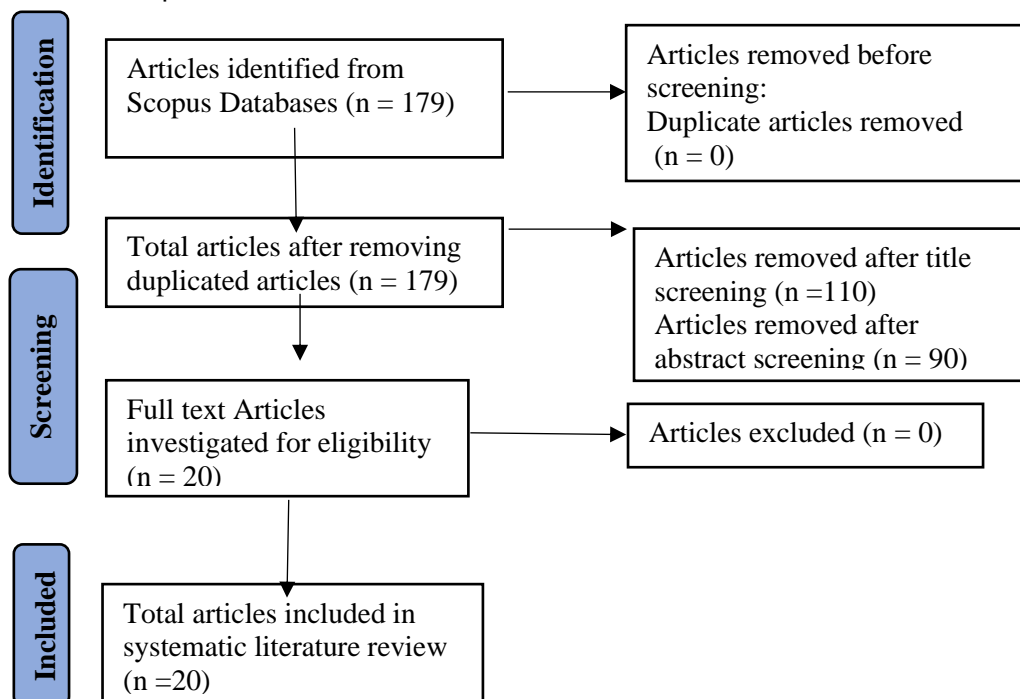 Identification
Articles identified from
Scopus Databases (n = 179)
Articles removed before
screening:
Duplicate articles removed
(n = 0)
Total articles after removing
duplicated articles (n = 179)
Articles removed after title
screening (n =110)
Articles removed after
abstract screening (n = 90)
Screening
Full text Articles
investigated for eligibility
(n = 20)
Articles excluded (n = 0)
Included
Total articles included in
systematic literature review
(n =20)